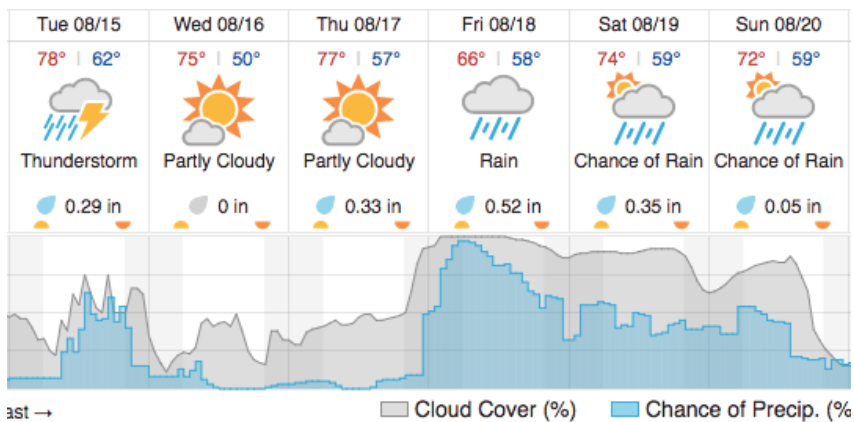 Tue 08/15 Wed 08/16 Thu 08/17 Fri 08/18 Sat 08/19 Sun 08/20
78° | 62° 75° | 50° 77° | 57° 66° | 58° 74° | 59° 72° | 59°
Thunderstorm Partly Cloudy Partly Cloudy Rain Chance of Rain Chance of Rain
0.29 in 0 in 0.33 in 0.52 in 0.35 in 0.05 in
ast → Cloud Cover (%) Chance of Precip. (%